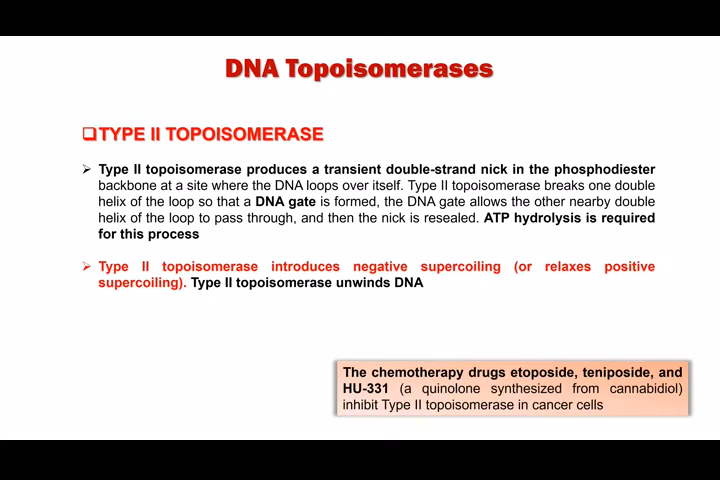 DNA Topoisomerases
❑TYPE II TOPOISOMERASE
➢ Type II topoisomerase produces a transient double-strand nick in the phosphodiester
backbone at a site where the DNA loops over itself. Type II topoisomerase breaks one double
helix of the loop so that a DNA gate is formed, the DNA gate allows the other nearby double
helix of the loop to pass through, and then the nick is resealed. ATP hydrolysis is required
for this process
➢ Type II topoisomerase introduces negative supercoiling (or relaxes positive
supercoiling). Type II topoisomerase unwinds DNA
The chemotherapy drugs etoposide, teniposide, and
HU-331 (a quinolone synthesized from cannabidiol)
inhibit Type II topoisomerase in cancer cells